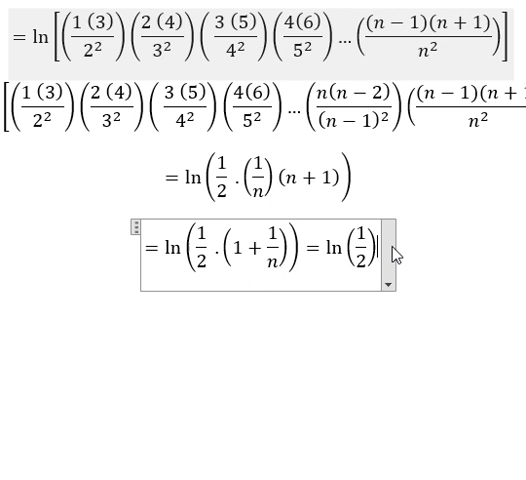 = ln[((1 (3))/2²)((2 (4))/3²)((3 (5))/4²)((4(6))/5²)...(((n − 1)(n + 1))/n²)]
[((1 (3))/2²)((2 (4))/3²)((3 (5))/4²)((4(6))/5²)...((n(n − 2))/(n − 1)²)(((n − 1)(n + 1/n²
= ln(1/2 . (1/n)(n + 1))
= ln(1/2 . (1 + 1/n)) = ln(1/2)